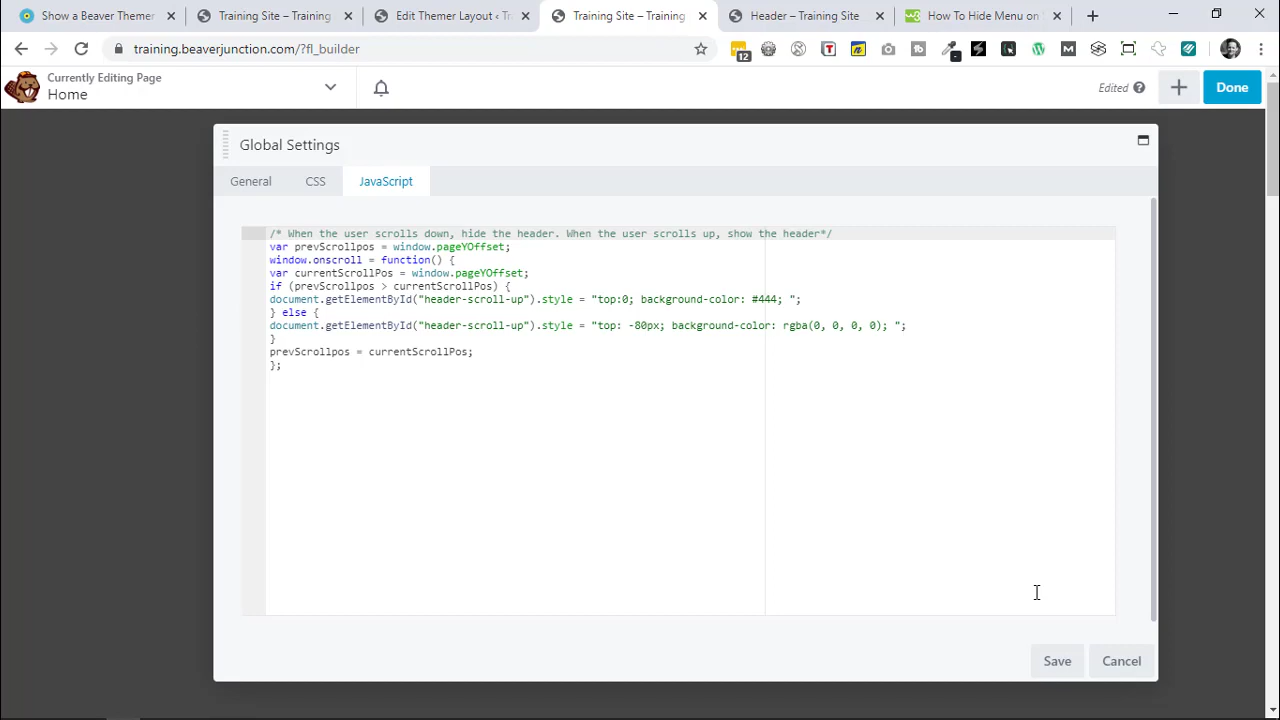 Show a Beaver Themer
Training Site – Training
Edit Themer Layout ‹ Tr
Training Site – Training
Header – Training Site
How To Hide Menu on
training.beaverjunction.com/?fl_builder
12
Currently Editing Page
Home
Edited
Done
Global Settings
General
CSS
JavaScript
/* When the user scrolls down, hide the header. When the user scrolls up, show the header*/
var prevScrollpos = window.pageYOffset;
window.onscroll = function() {
var currentScrollPos = window.pageYOffset;
if (prevScrollpos > currentScrollPos) {
document.getElementById("header-scroll-up").style = "top:0; background-color: #444; ";
} else {
document.getElementById("header-scroll-up").style = "top: -80px; background-color: rgba(0, 0, 0, 0); ";
}
prevScrollpos = currentScrollPos;
};
Save
Cancel